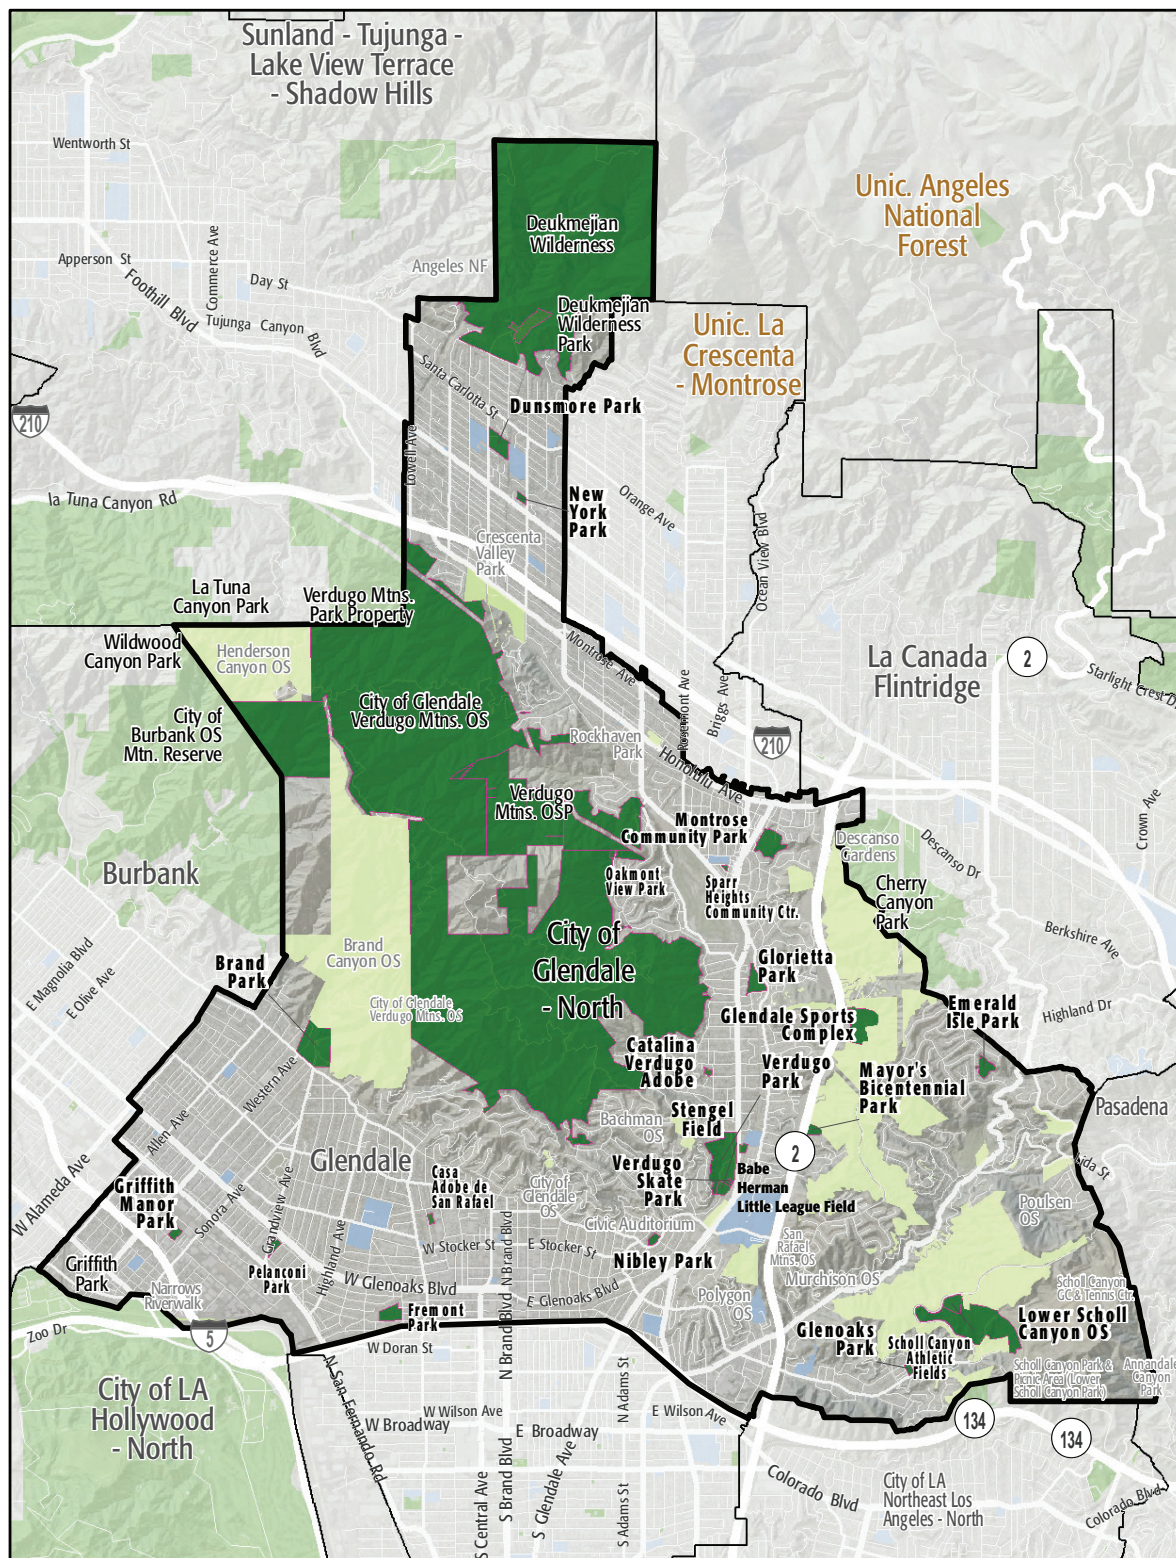 Sunland - Tujunga -
Lake View Terrace
- Shadow Hills
Wentworth St
Unic. Angeles
National
Forest
Deukmejian
Wilderness
Apperson St
Commerce Ave
Angeles NF
Day St
Foothill Blvd
Tujunga Canyon Blvd
Deukmejian
Wilderness
Park
Unic. La
Crescenta
- Montrose
Santa Carlotta St
Dunsmore Park
210
Lowell Ave
la Tuna Canyon Rd
New
York
Park
Orange Ave
Ocean View Blvd
Crescenta
Valley
Park
La Tuna
Canyon Park
Verdugo Mtns.
Park Property
Wildwood
Canyon Park
Henderson
Canyon OS
Montrose Ave
La Canada
Flintridge
2
Starlight Crest D
City of
Burbank OS
Mtn. Reserve
City of Glendale
Verdugo Mtns. OS
Rosemont Ave
Briggs Ave
Rockhaven
Park
210
Honolulu Ave
Verdugo
Mtns. OSP
Montrose
Community Park
Crown Ave
Descanso
Gardens
Descanso Dr
Burbank
Oakmont
View Park
Sparr
Heights
Community Ctr.
Cherry
Canyon
Park
Berkshire Ave
E Magnolia Blvd
E Olive Ave
Brand
Park
Brand
Canyon OS
City of
Glendale
- North
Glorietta
Park
City of Glendale
Verdugo Mtns. OS
Emerald
Isle Park
Highland Dr
Glendale Sports
Complex
Catalina
Verdugo
Adobe
Verdugo
Park
Mayor's
Bicentennial
Park
Western Ave
Allen Ave
Bachman
OS
Stengel
Field
Pasadena
Glendale
2
ida St
Verdugo
Skate
Park
Babe
Herman
Little League Field
W Alameda Ave
Griffith
Manor
Park
Sonora Ave
Grandview Ave
Highland Ave
Casa
Adobe de
San Rafael
City of
Glendale
OS
Poulsen
OS
Civic Auditorium
San
Rafael
Mtns. OS
W Stocker St
N Brand Blvd
E Stocker St
Nibley Park
Griffith
Park
Pelanconi
Park
Murchison OS
Narrows
Riverwalk
W Glenoaks Blvd
E Glenoaks Blvd
Polygon
OS
Scholl Canyon
GC & Tennis Ctr.
Fremont
Park
Glenoaks
Park
Lower Scholl
Canyon OS
Zoo Dr
5
W Doran St
N Brand Blvd
Scholl Canyon
Athletic
Fields
Scholl Canyon Park &
Picnic Area (Lower
Scholl Canyon Park)
Annandale
Canyon
Park
City of LA
Hollywood
- North
N San Fernando Rd
W Wilson Ave
N Adams St
E Wilson Ave
W Broadway
E Broadway
134
134
S Central Ave
S Brand Blvd
S Glendale Ave
S Adams St
Colorado Blvd
City of LA
Northeast Los
Angeles - North
Colorado Blvd